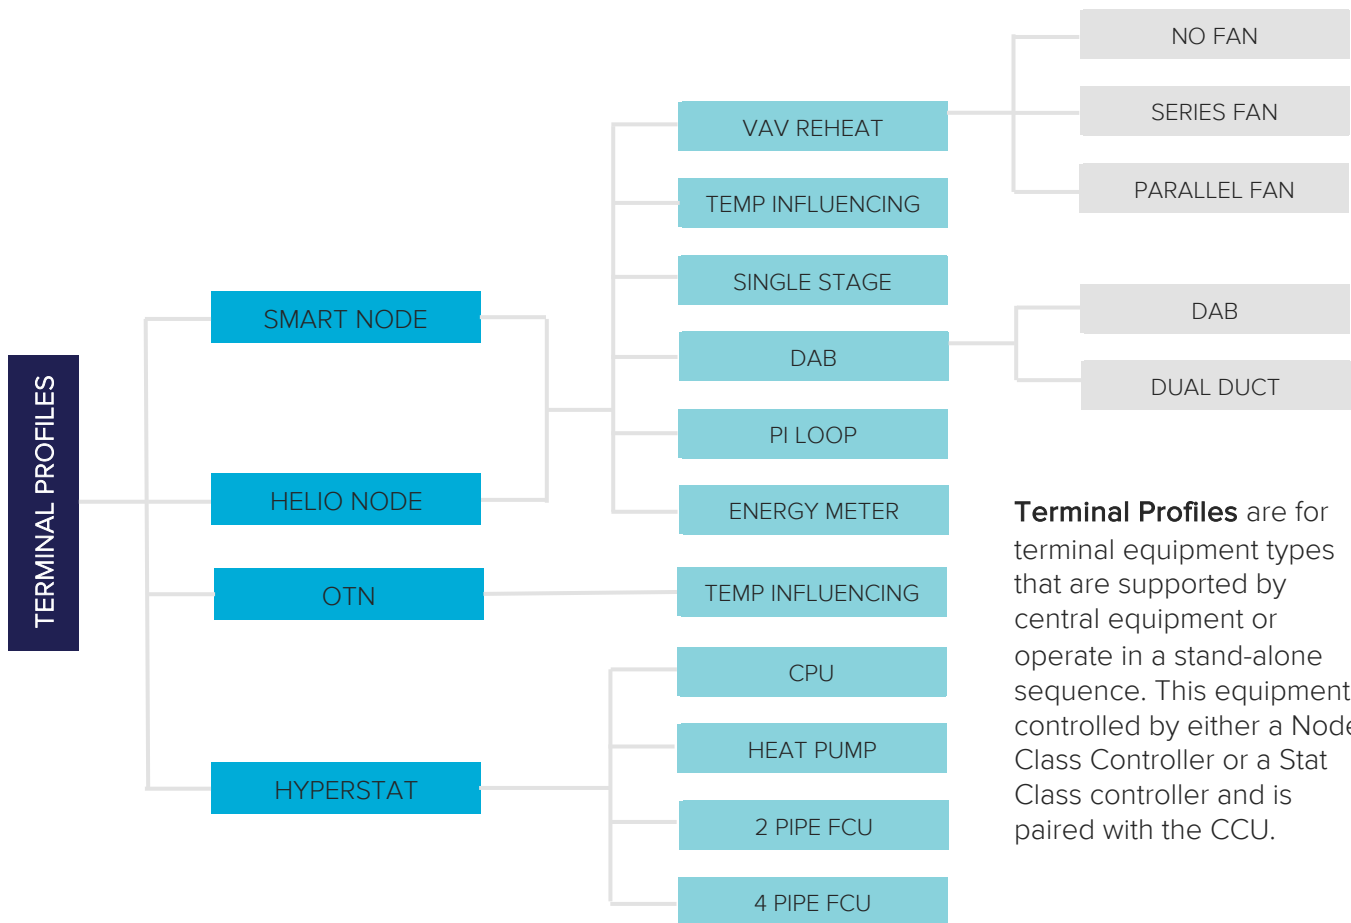 TERMINAL PROFILES
SMART NODE
HELIO NODE
OTN
HYPERSTAT
VAV REHEAT
TEMP INFLUENCING
SINGLE STAGE
DAB
PI LOOP
ENERGY METER
TEMP INFLUENCING
CPU
HEAT PUMP
2 PIPE FCU
4 PIPE FCU
NO FAN
SERIES FAN
PARALLEL FAN
DAB
DUAL DUCT
Terminal Profiles are for
terminal equipment types
that are supported by
central equipment or
operate in a stand-alone
sequence. This equipment
controlled by either a Node
Class Controller or a Stat
Class controller and is
paired with the CCU.